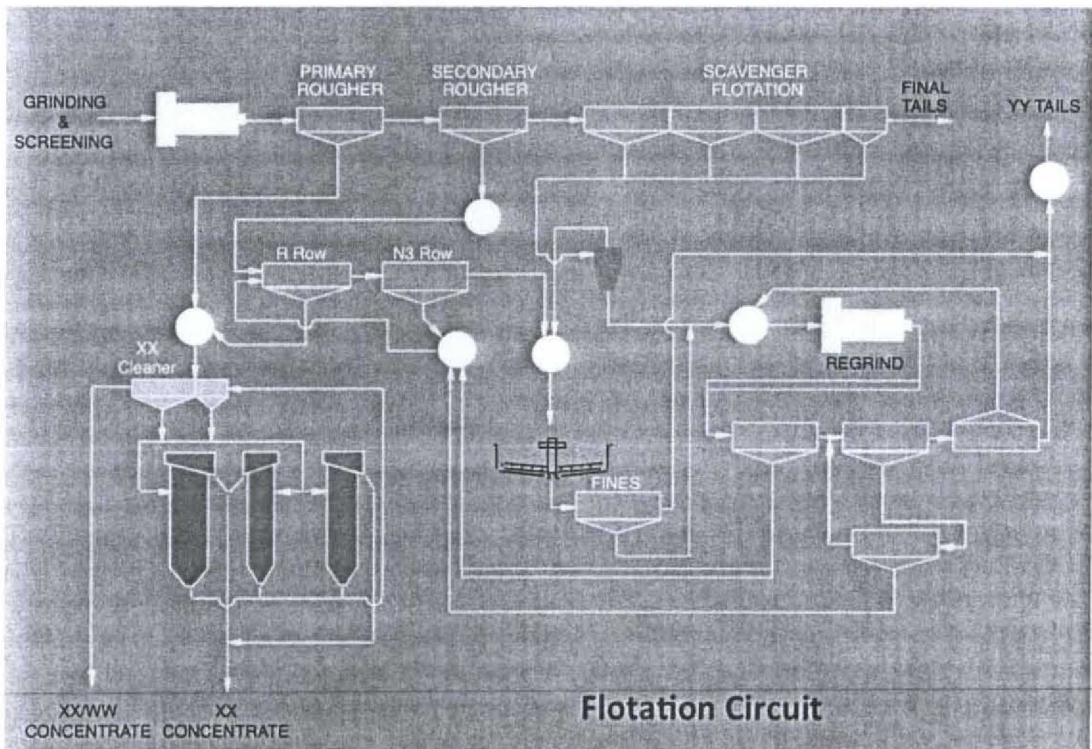 PRIMARY
ROUGHER
SECONDARY
ROUGHER
SCAVENGER
FLOTATION
GRINDING
&
SCREENING
FINAL
TAILS
YY TAILS
R Row
N3 Row
XX
Cleaner
REGRIND
FINES
XX/WW
CONCENTRATE
XX
CONCENTRATE
Flotation Circuit